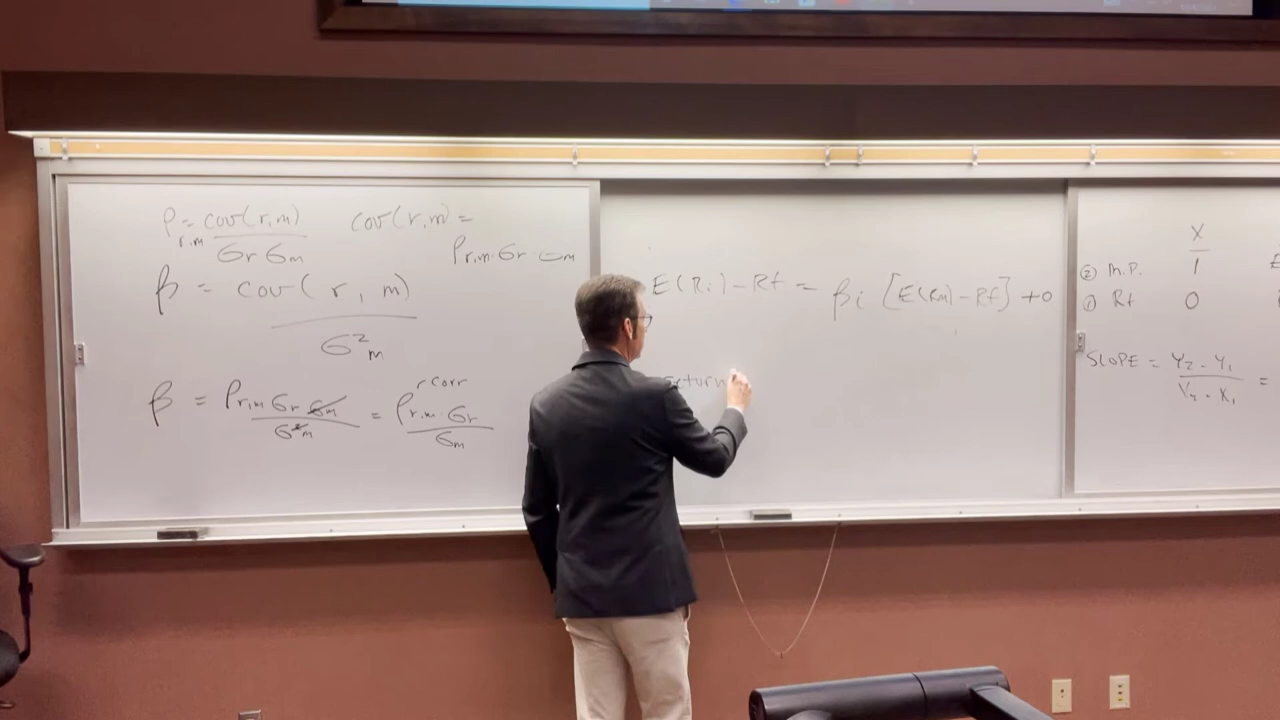 ρr,m = cov(r,m) / σr σm
cov(r,m) =
ρr,m · σr σm
β = cov(r, m) / σ²m
β = ρr,m σr σm / σ²m = ρr,m · σr / σm
r corr
E(Ri) - Rf = βi [E(Rm) - Rf] + 0
return
X
② M.P. 1
① Rf 0
SLOPE = Y2 - Y1 / X2 - X1 =